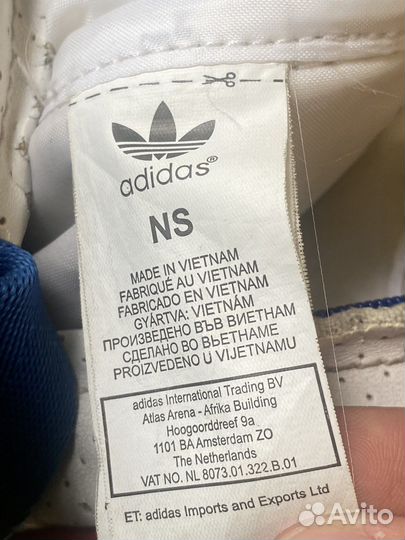 adidas®
NS
MADE IN VIETNAM
FABRIQUÉ AU VIETNAM
FABRICADO EN VIETNAM
GYÁRTVA: VIETNÁM
ПРОИЗВЕДЕНО ВЪВ ВИЕТНАМ
СДЕЛАНО ВО ВЬЕТНАМЕ
PROIZVEDENO U VIJETNAMU
adidas International Trading BV
Atlas Arena - Afrika Building
Hoogoorddreef 9a
1101 BA Amsterdam ZO
The Netherlands
VAT NO. NL 8073.01.322.B.01
ET: adidas Imports and Exports Ltd
Avito